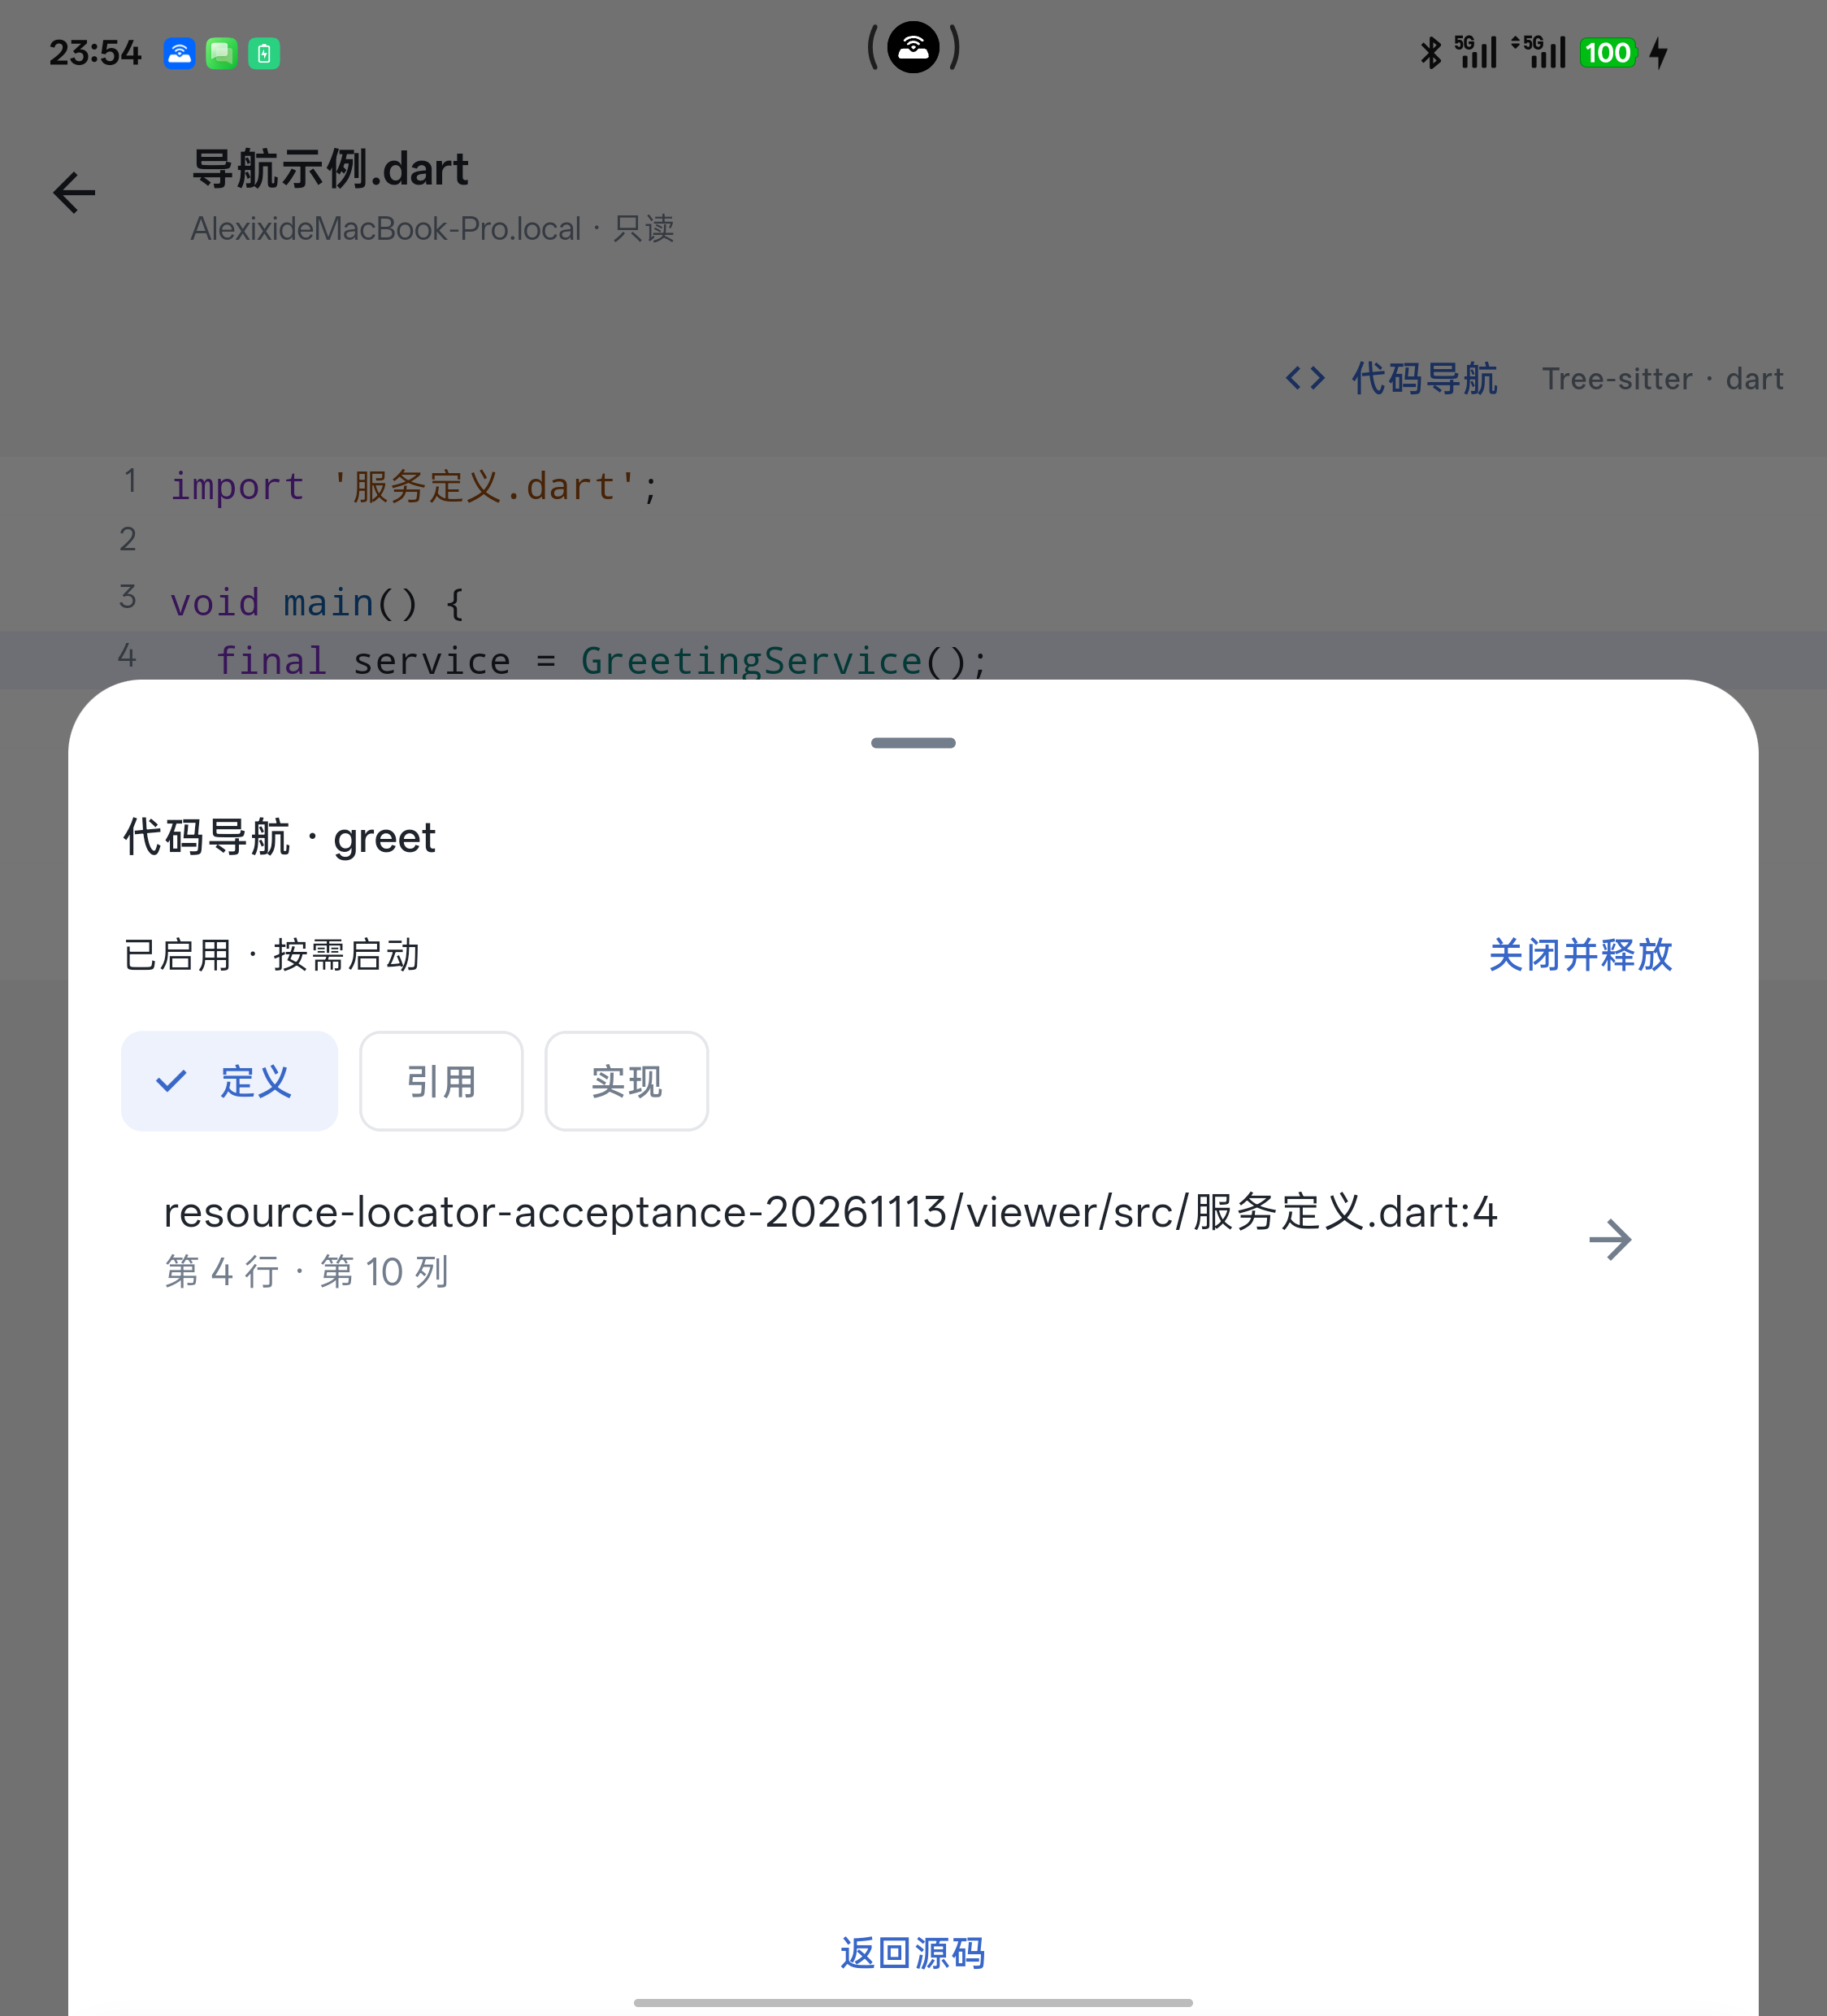 23:54
5G 5G 100
导航示例.dart
AlexixideMacBook-Pro.local · 只读
代码导航 Tree-sitter · dart
1 import '服务定义.dart';
2
3 void main() {
4 final service = GreetingService();
代码导航 · greet
已启用 · 按需启动 关闭并释放
定义 引用 实现
resource-locator-acceptance-20261113/viewer/src/服务定义.dart:4
第 4 行 · 第 10 列
返回源码